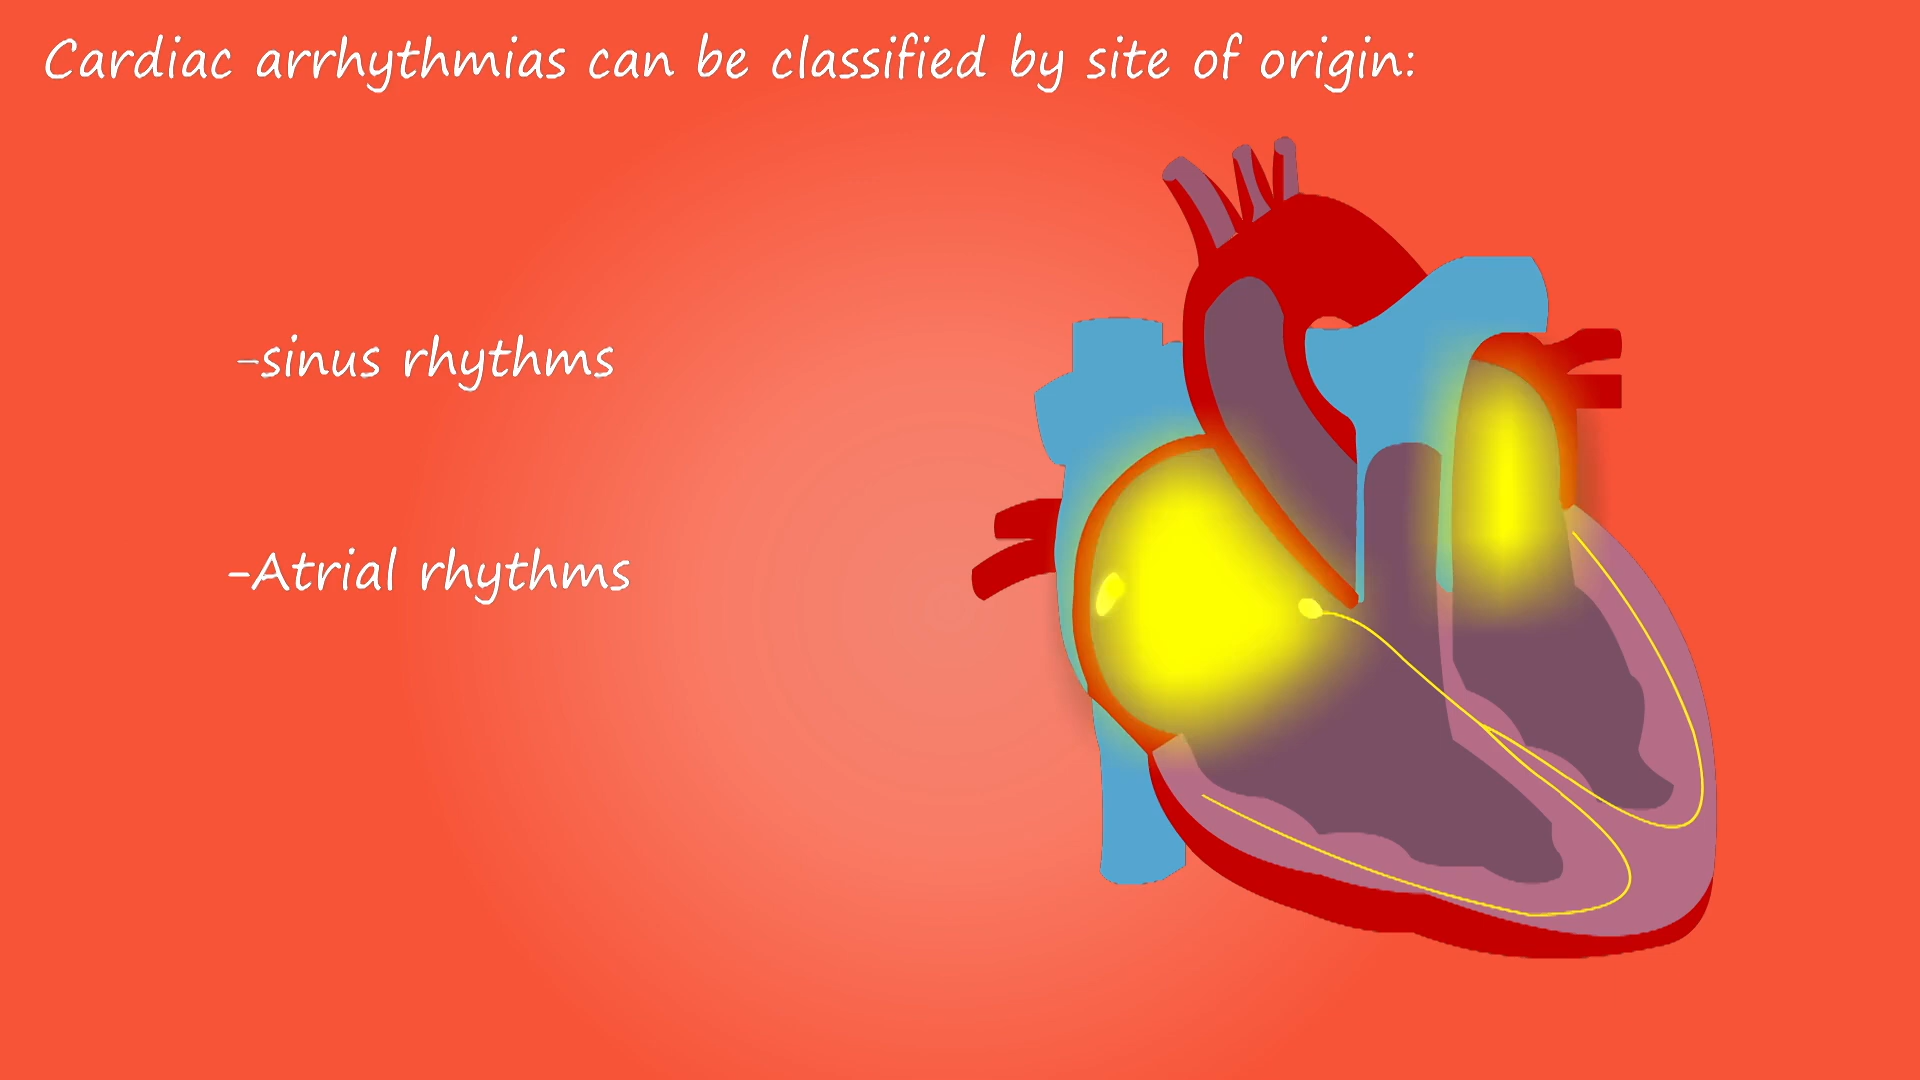 Cardiac arrhythmias can be classified by site of origin:
-sinus rhythms
-Atrial rhythms